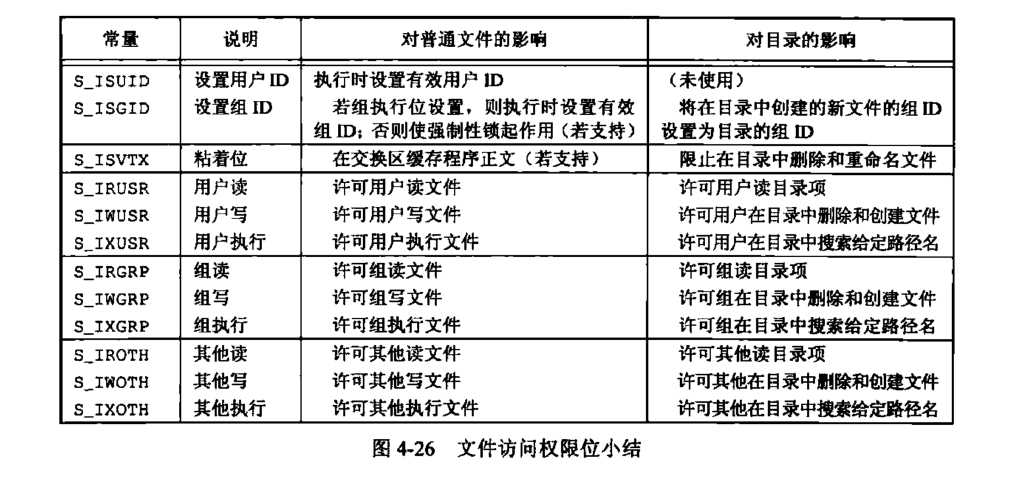 常量 说明 对普通文件的影响 对目录的影响
S_ISUID 设置用户 ID 执行时设置有效用户 ID （未使用）
S_ISGID 设置组 ID 若组执行位设置，则执行时设置有效 将在目录中创建的新文件的组 ID
组 ID；否则使强制性锁起作用（若支持） 设置为目录的组 ID
S_ISVTX 粘着位 在交换区缓存程序正文（若支持） 限止在目录中删除和重命名文件
S_IRUSR 用户读 许可用户读文件 许可用户读目录项
S_IWUSR 用户写 许可用户写文件 许可用户在目录中删除和创建文件
S_IXUSR 用户执行 许可用户执行文件 许可用户在目录中搜索给定路径名
S_IRGRP 组读 许可组读文件 许可组读目录项
S_IWGRP 组写 许可组写文件 许可组在目录中删除和创建文件
S_IXGRP 组执行 许可组执行文件 许可组在目录中搜索给定路径名
S_IROTH 其他读 许可其他读文件 许可其他读目录项
S_IWOTH 其他写 许可其他写文件 许可其他在目录中删除和创建文件
S_IXOTH 其他执行 许可其他执行文件 许可其他在目录中搜索给定路径名
图 4-26 文件访问权限位小结